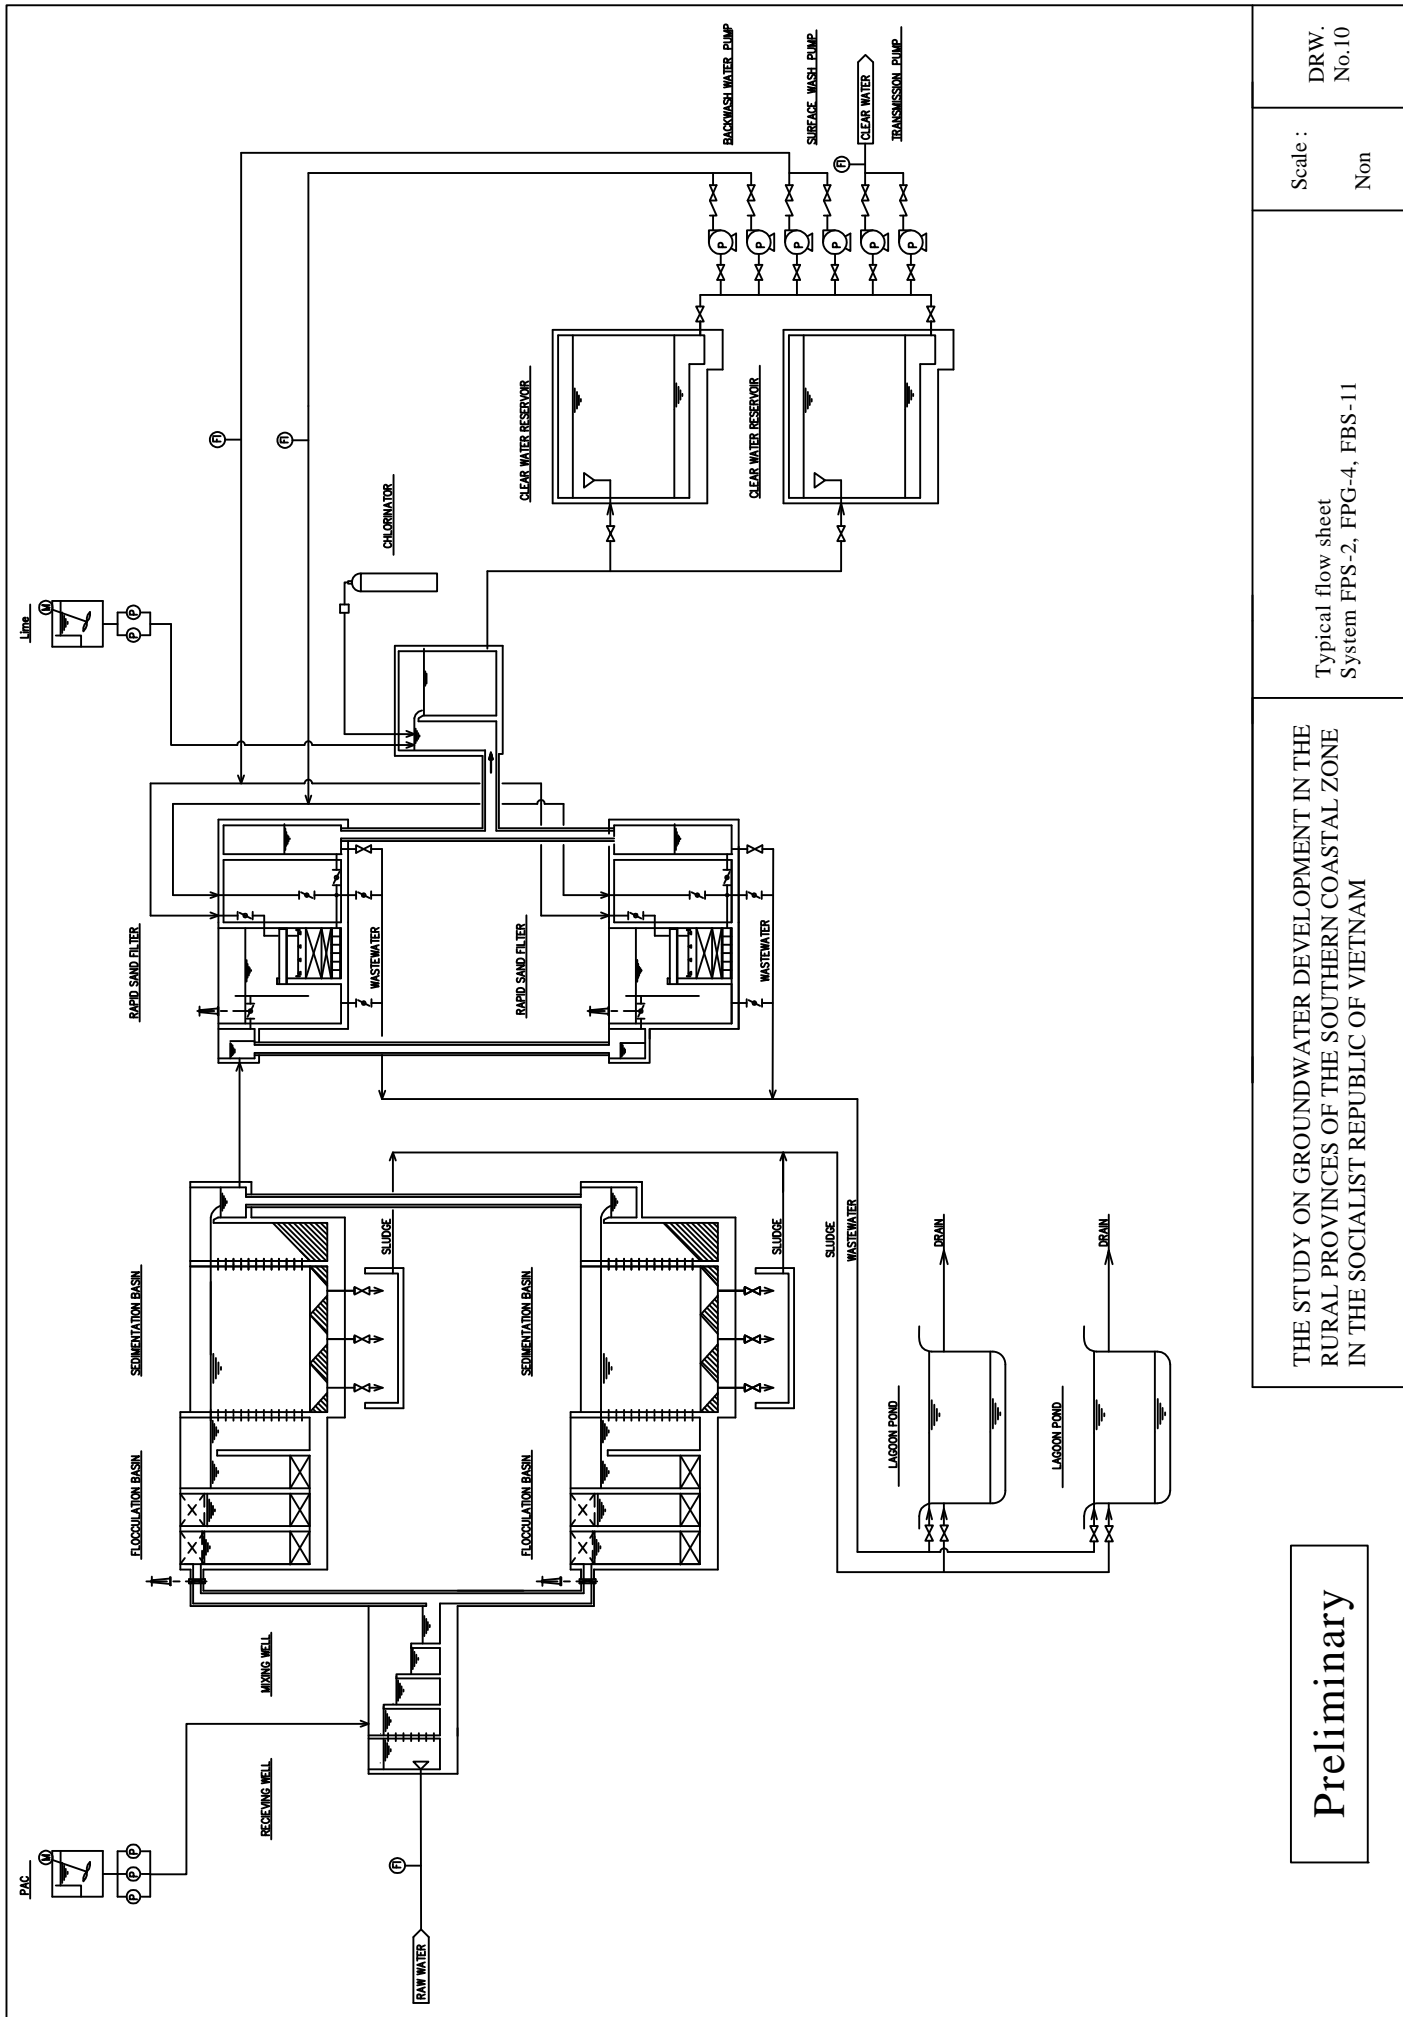 PAC
M
P
P
P
Lime
M
P
P
RAW WATER
FI
RECIEVING WELL
MIXING WELL
FLOCCULATION BASIN
SEDIMENTATION BASIN
SLUDGE
FLOCCULATION BASIN
SEDIMENTATION BASIN
SLUDGE
SLUDGE
WASTEWATER
RAPID SAND FILTER
WASTEWATER
RAPID SAND FILTER
WASTEWATER
CHLORINATOR
FI
FI
CLEAR WATER RESERVOIR
CLEAR WATER RESERVOIR
P
P
P
P
P
P
BACKWASH WATER PUMP
SURFACE WASH PUMP
FI
CLEAR WATER
TRANSMISSION PUMP
LAGOON POND
DRAIN
LAGOON POND
DRAIN
Preliminary
THE STUDY ON GROUNDWATER DEVELOPMENT IN THE
RURAL PROVINCES OF THE SOUTHERN COASTAL ZONE
IN THE SOCIALIST REPUBLIC OF VIETNAM
Typical flow sheet
System FPS-2, FPG-4, FBS-11
Scale :
Non
DRW.
No.10